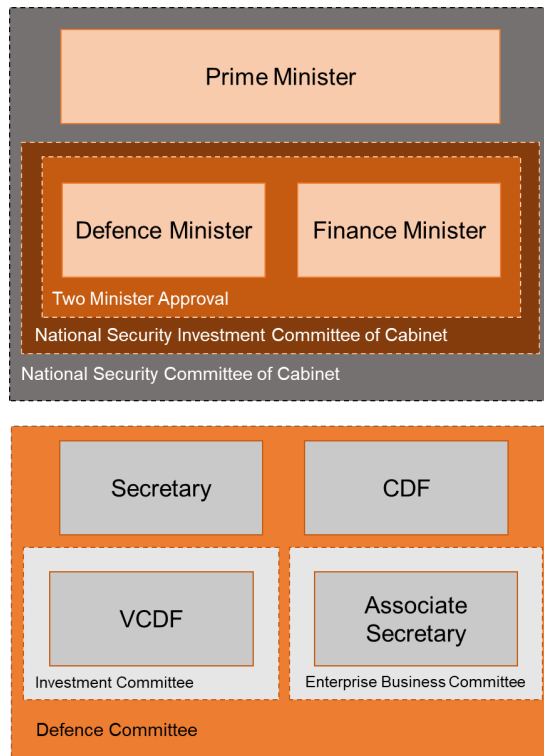 Prime Minister
Defence Minister
Finance Minister
Two Minister Approval
National Security Investment Committee of Cabinet
National Security Committee of Cabinet
Secretary
CDF
VCDF
Associate
Secretary
Investment Committee
Enterprise Business Committee
Defence Committee